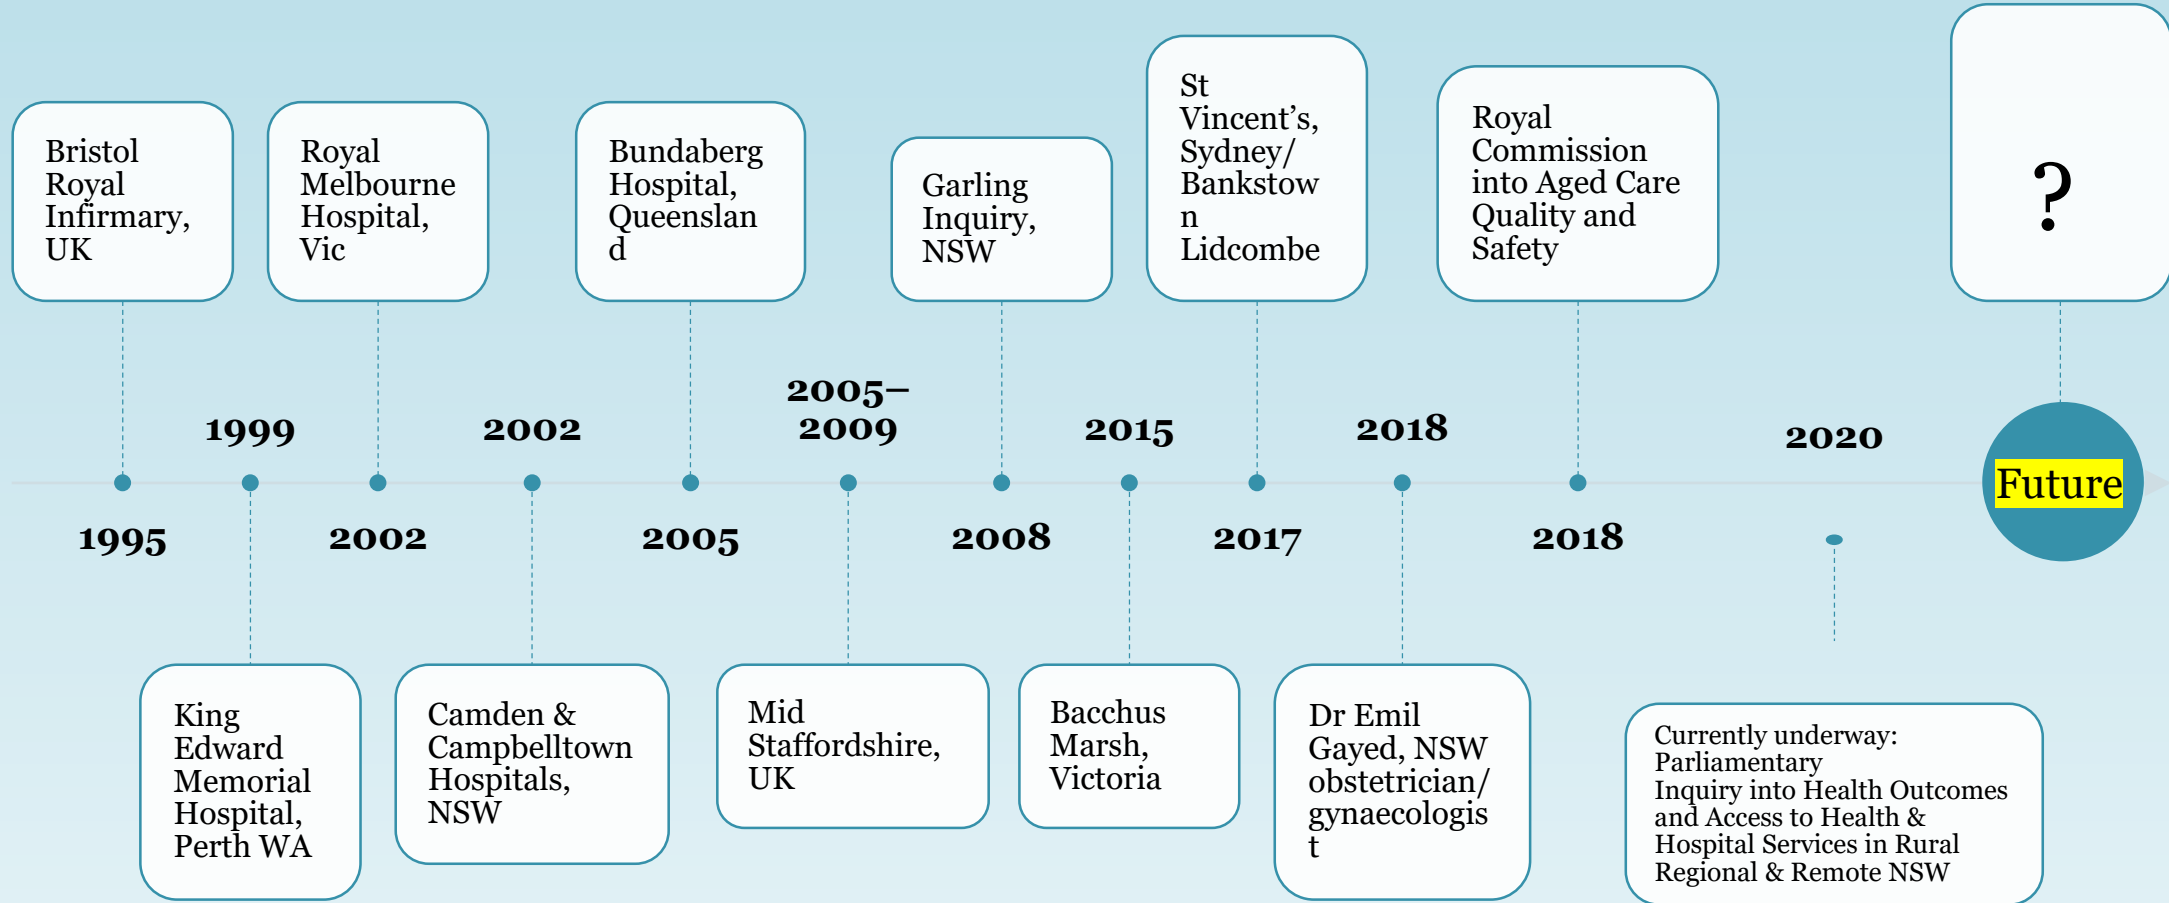 Bristol
Royal
Infirmary,
UK
Royal
Melbourne
Hospital,
Vic
Bundaberg
Hospital,
Queenslan
d
Garling
Inquiry,
NSW
St
Vincent’s,
Sydney/
Bankstow
n
Lidcombe
Royal
Commission
into Aged Care
Quality and
Safety
?
1999
2002
2005–
2009
2015
2018
2020
Future
1995
2002
2005
2008
2017
2018
King
Edward
Memorial
Hospital,
Perth WA
Camden &
Campbelltown
Hospitals,
NSW
Mid
Staffordshire,
UK
Bacchus
Marsh,
Victoria
Dr Emil
Gayed, NSW
obstetrician/
gynaecologis
t
Currently underway:
Parliamentary
Inquiry into Health Outcomes
and Access to Health &
Hospital Services in Rural
Regional & Remote NSW